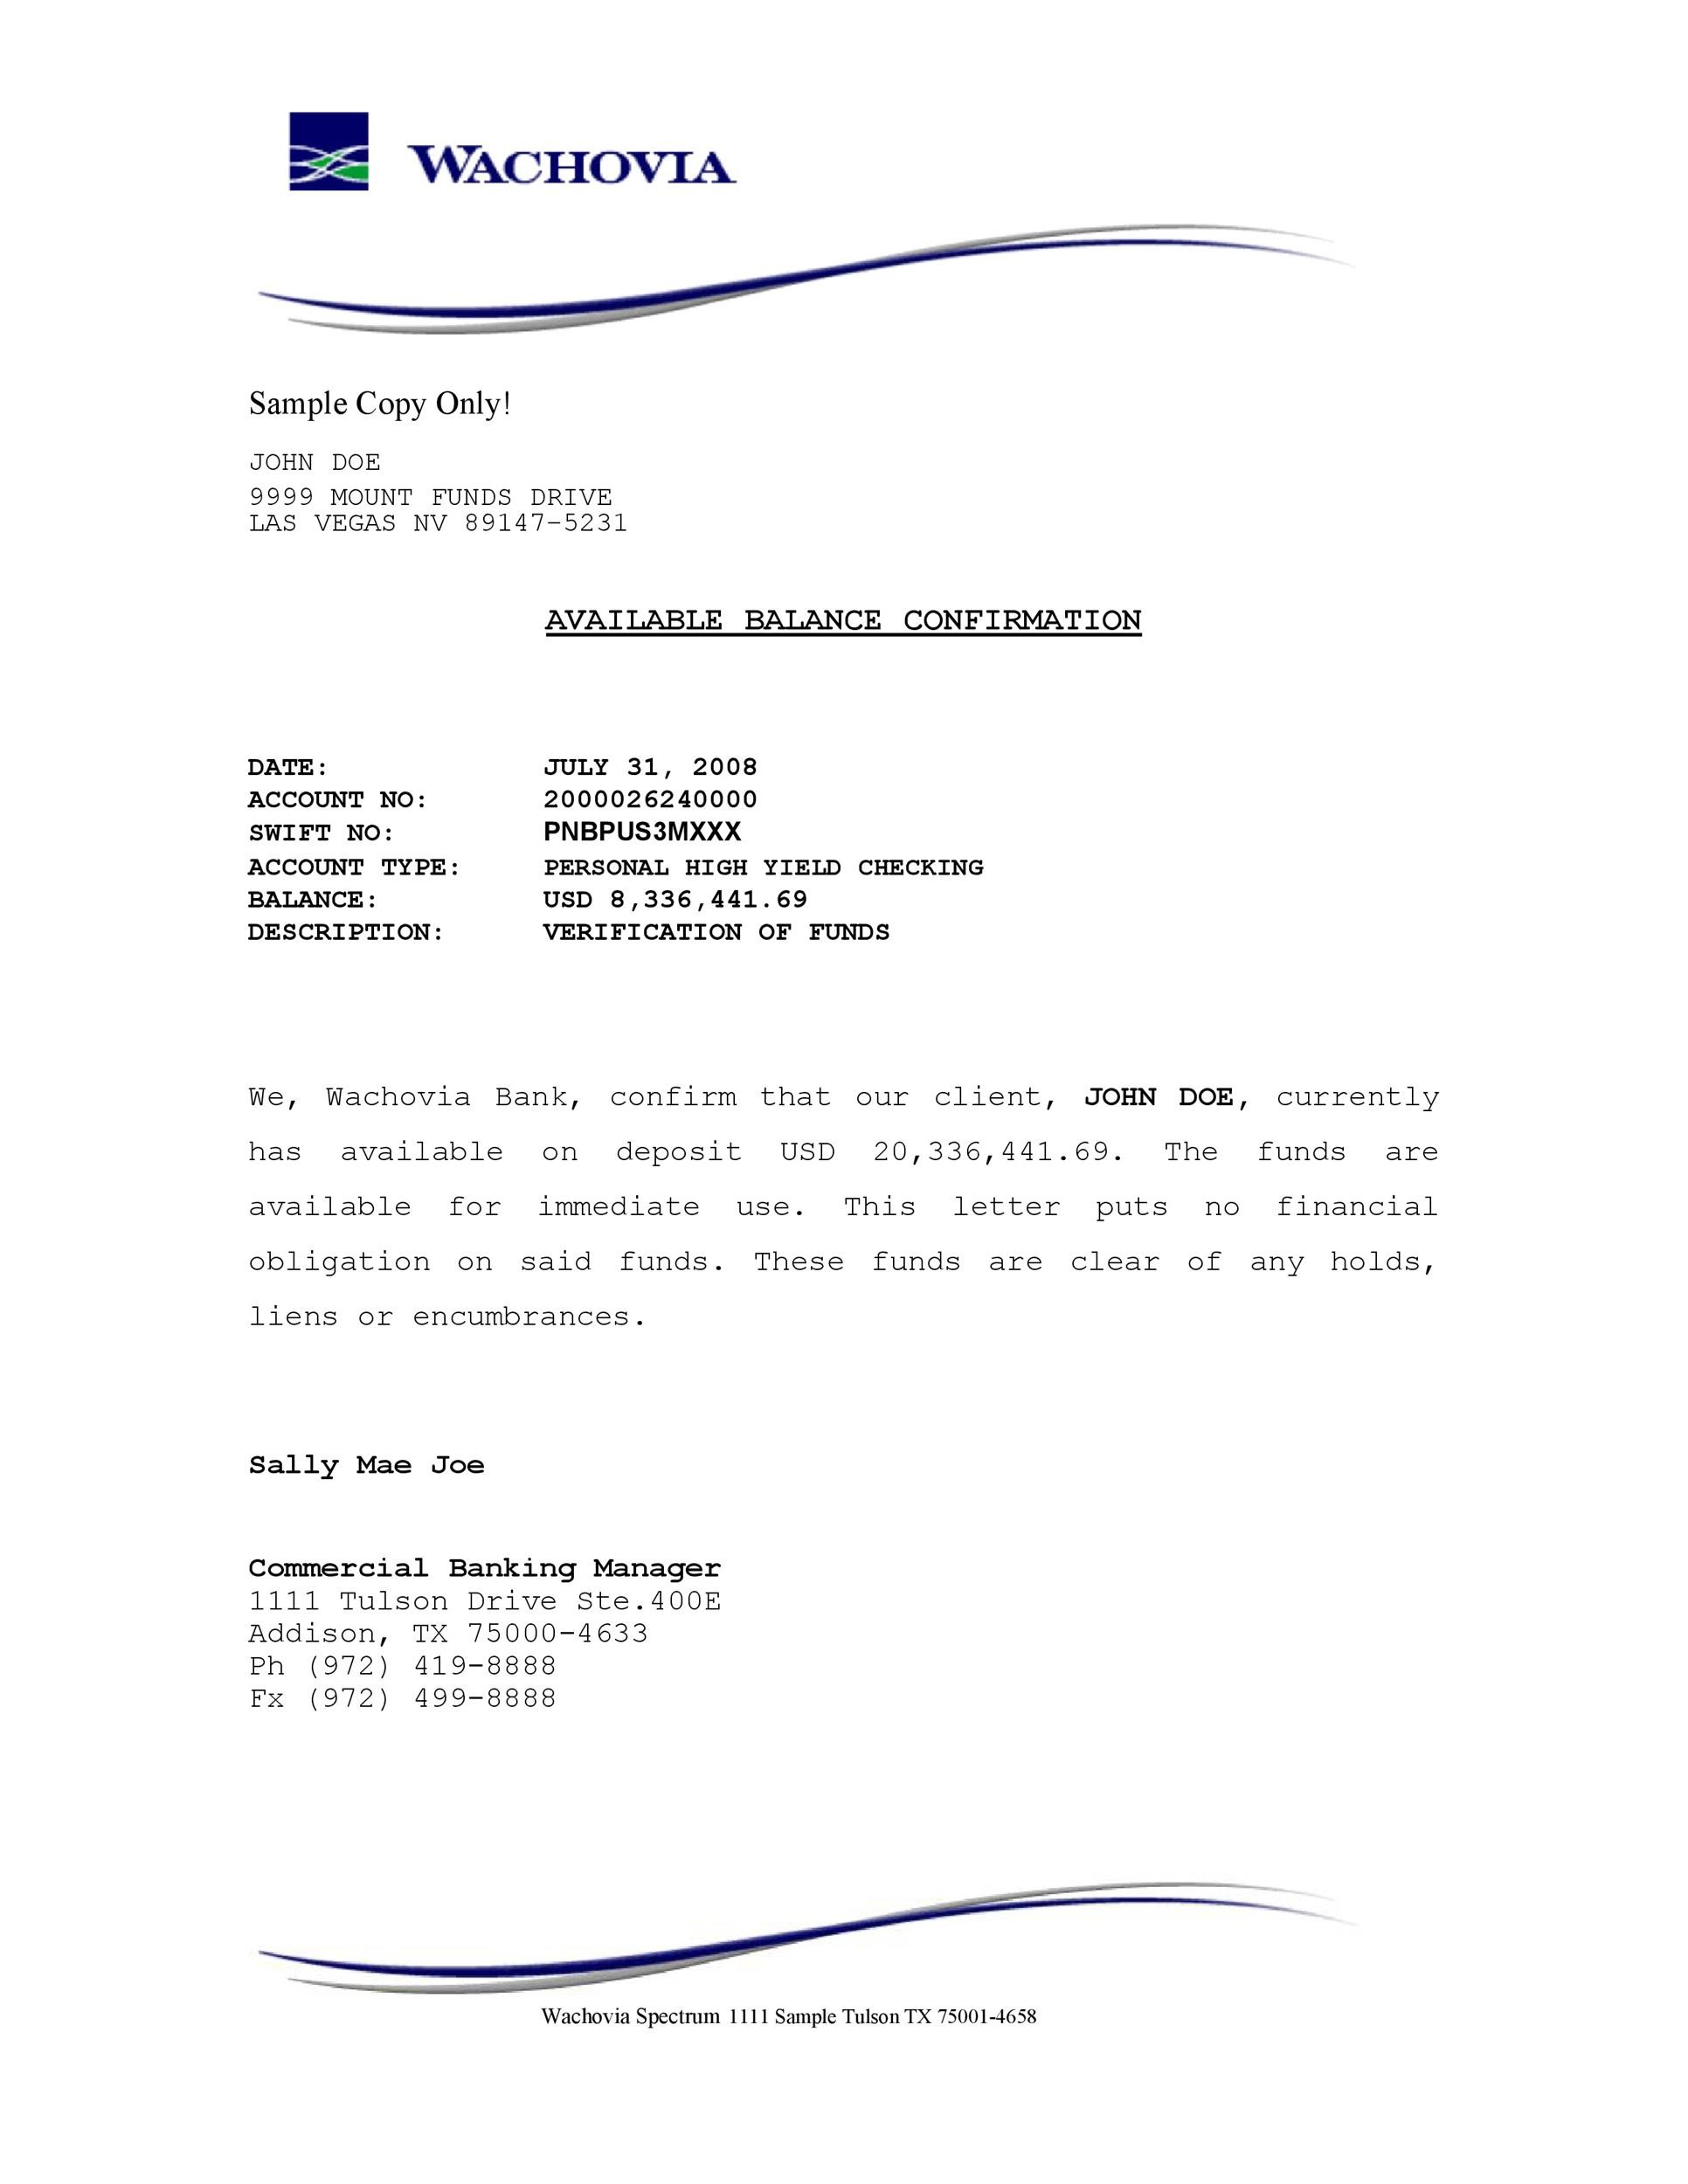 WACHOVIA
Sample Copy Only!
JOHN DOE
9999 MOUNT FUNDS DRIVE
LAS VEGAS NV 89147-5231
AVAILABLE BALANCE CONFIRMATION
DATE: JULY 31, 2008
ACCOUNT NO: 2000026240000
SWIFT NO: PNBPUS3MXXX
ACCOUNT TYPE: PERSONAL HIGH YIELD CHECKING
BALANCE: USD 8,336,441.69
DESCRIPTION: VERIFICATION OF FUNDS
We, Wachovia Bank, confirm that our client, JOHN DOE, currently
has available on deposit USD 20,336,441.69. The funds are
available for immediate use. This letter puts no financial
obligation on said funds. These funds are clear of any holds,
liens or encumbrances.
Sally Mae Joe
Commercial Banking Manager
1111 Tulson Drive Ste.400E
Addison, TX 75000-4633
Ph (972) 419-8888
Fx (972) 499-8888
Wachovia Spectrum 1111 Sample Tulson TX 75001-4658